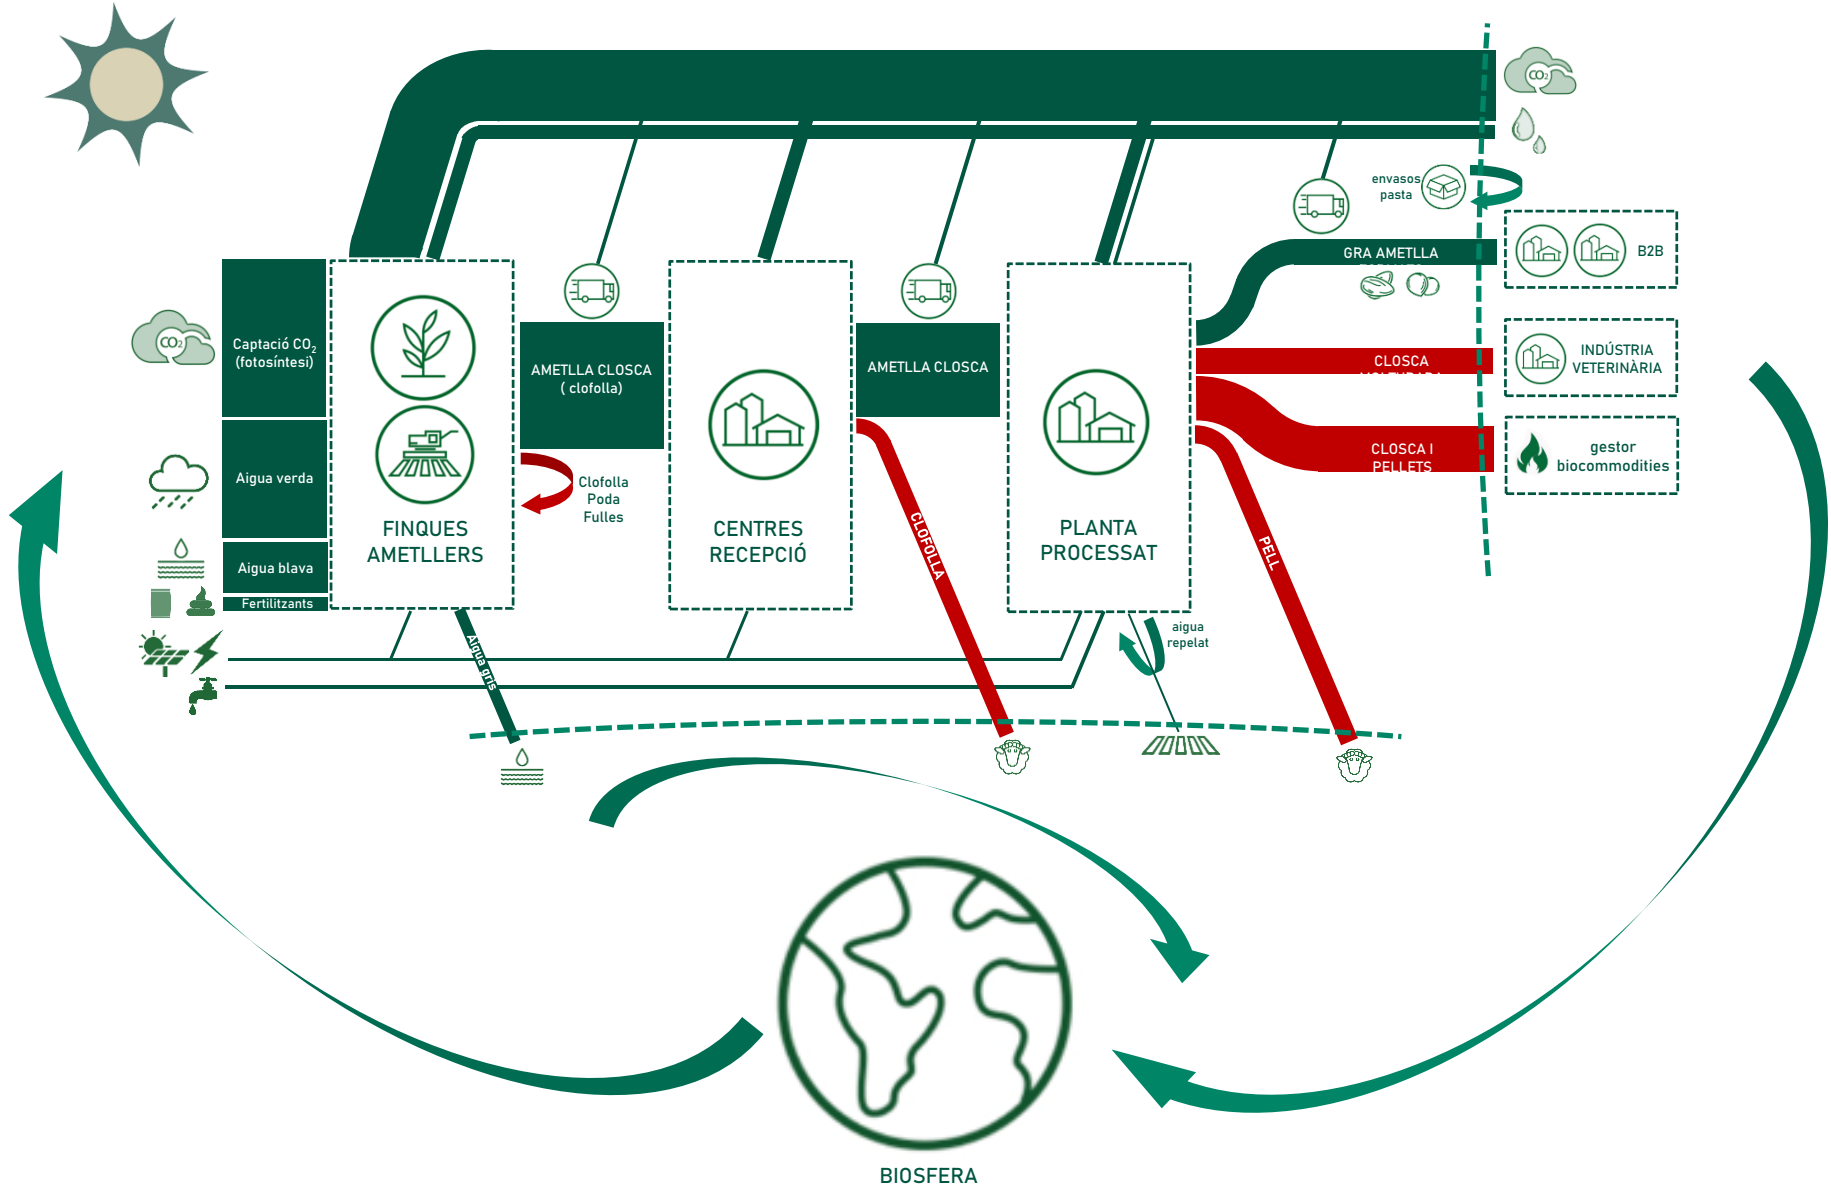 CO₂
envasos
pasta
GRA AMETLLA
B2B
CO₂
Captació CO₂
(fotosíntesi)
AMETLLA CLOSCA
( clofolla)
AMETLLA CLOSCA
CLOSCA
INDÚSTRIA
VETERINÀRIA
Aigua verda
Clofolla
Poda
Fulles
CLOSCA I
PELLETS
gestor
biocommodities
FINQUES
AMETLLERS
CENTRES
RECEPCIÓ
PLANTA
PROCESSAT
CLOFOLLA
PELL
Aigua blava
Fertilitzants
Aigua gris
aigua
repelat
BIOSFERA